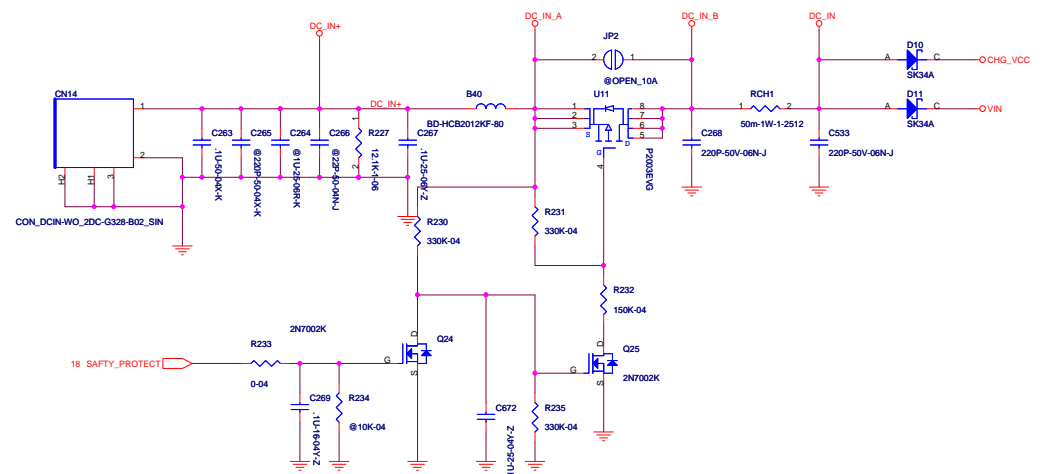 DC_IN+
DC_IN_A
DC_IN_B
DC_IN
JP2
2 1
@OPEN_10A
D10
A C
SK34A
CHG_VCC
CN14
1
2
H2
H1
3
CON_DCIN-WO_2DC-G328-B02_SIN
C263
.1U-50-04X-K
C265
@220P-50-04X-K
C264
@1U-25-06R-K
C266
@22P-50-04N-J
DC_IN+
1
R227
2
12.1K-1-06
C267
.1U-25-06Y-Z
B40
BD-HCB2012KF-80
U11
1 8
2 7
3 6
5
S D
G
4
P2003EVG
C268
220P-50V-06N-J
RCH1
1 2
50m-1W-1-2512
C533
220P-50V-06N-J
D11
A C
SK34A
VIN
R230
330K-04
R231
330K-04
R232
150K-04
2N7002K
D
G
S
Q24
Q25
D
G
S
2N7002K
18 SAFTY_PROTECT
R233
0-04
C269
.1U-16-04Y-Z
R234
@10K-04
C672
1U-25-04Y-Z
R235
330K-04